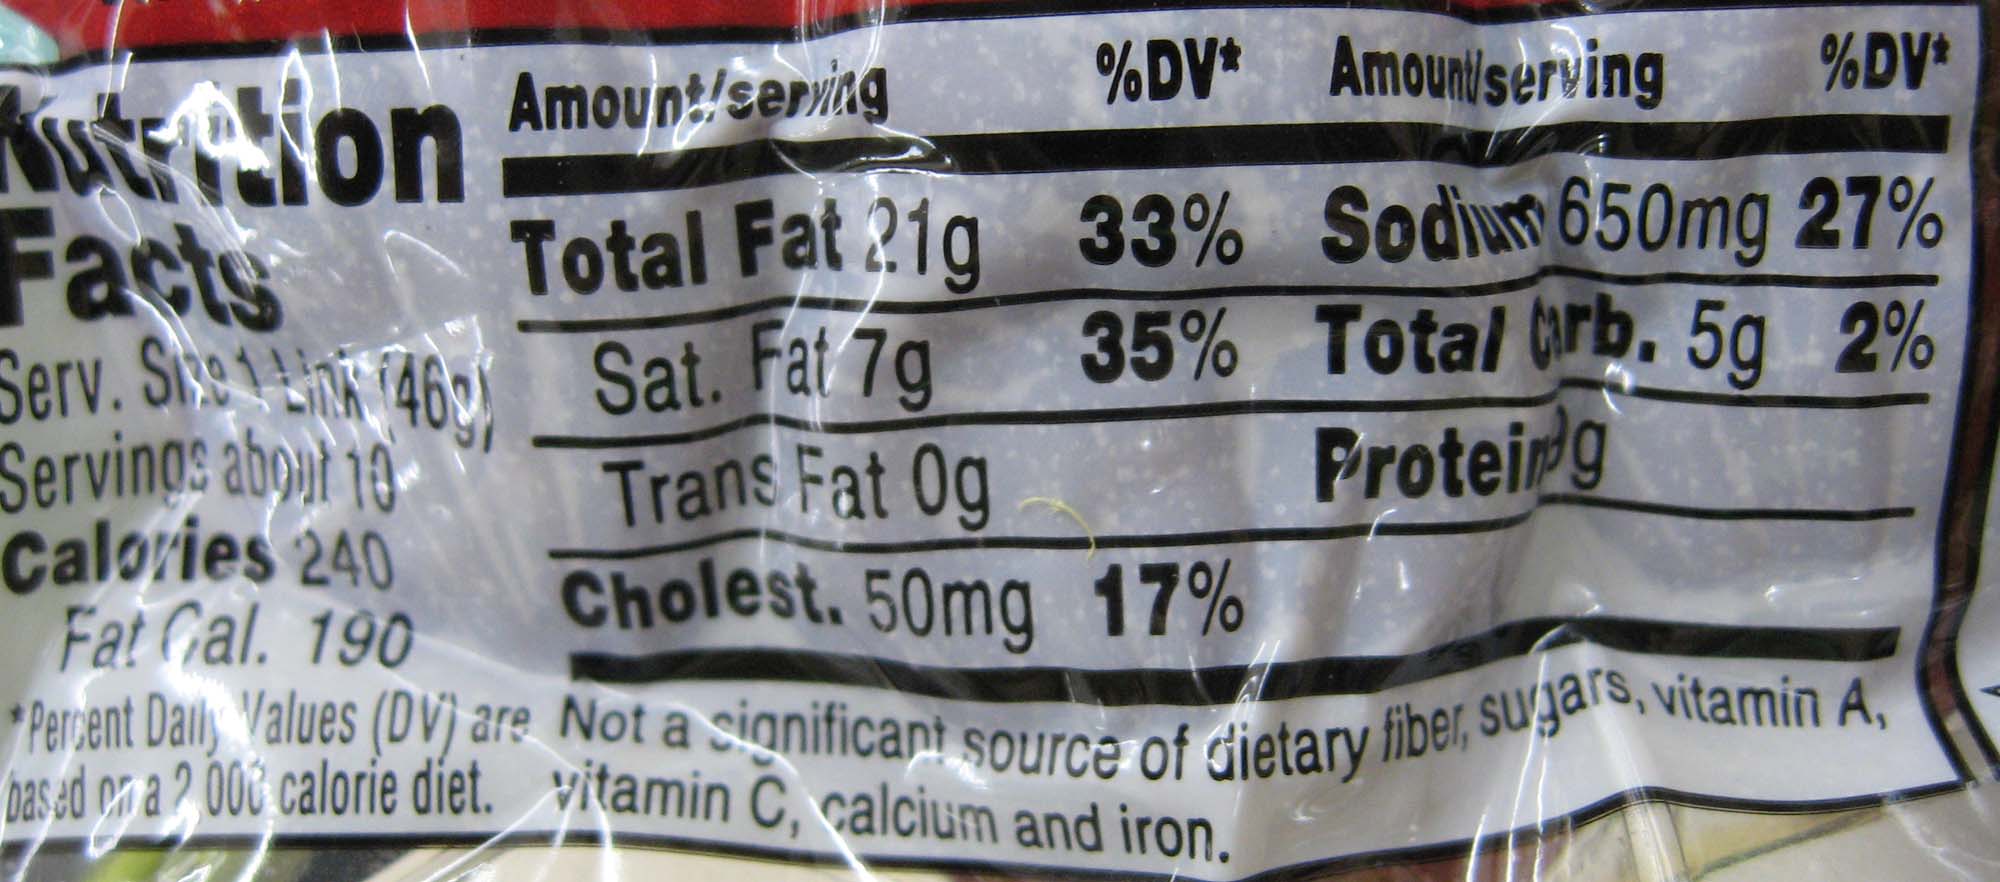 Nutrition
Facts
Serv. Size 1 Link (46g)
Servings about 10
Calories 240
Fat Cal. 190
*Percent Daily Values (DV) are
based on a 2,000 calorie diet.
Amount/serving %DV*
Total Fat 21g 33%
Sat. Fat 7g 35%
Trans Fat 0g
Cholest. 50mg 17%
Amount/serving %DV*
Sodium 650mg 27%
Total Carb. 5g 2%
Protein
Not a significant source of dietary fiber, sugars, vitamin A,
vitamin C, calcium and iron.